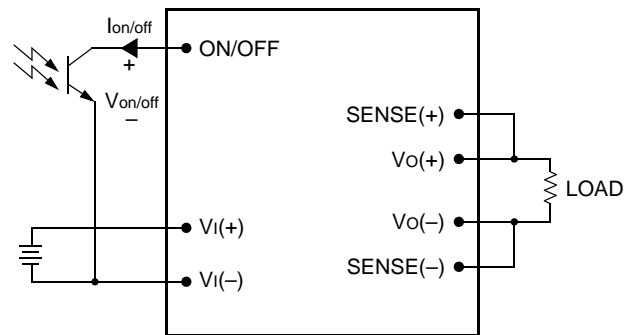 Ion/off
+
ON/OFF
Von/off
–
SENSE(+)
VO(+)
LOAD
VO(–)
VI(+)
SENSE(–)
VI(–)